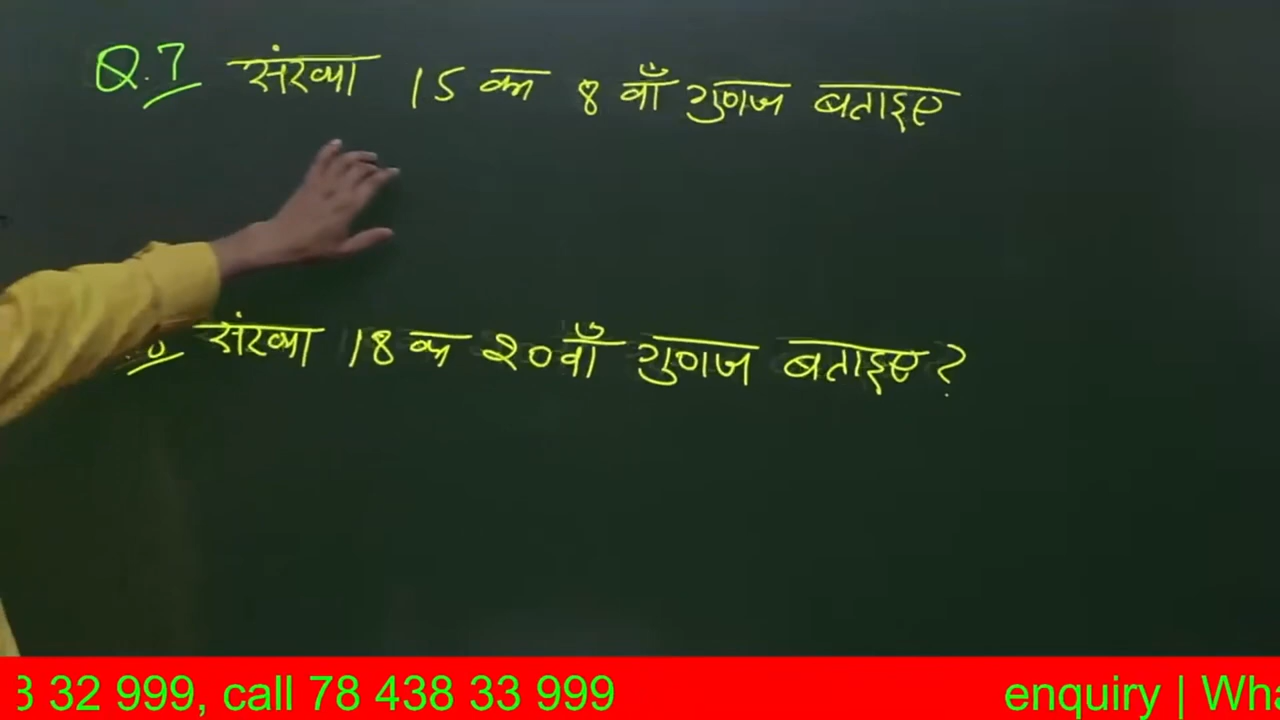 Q.7 संख्या 15 का 8 वाँ गुणज बताइए
संख्या 18 का 20वाँ गुणज बताइए ?
3 32 999, call 78 438 33 999 enquiry | Wha